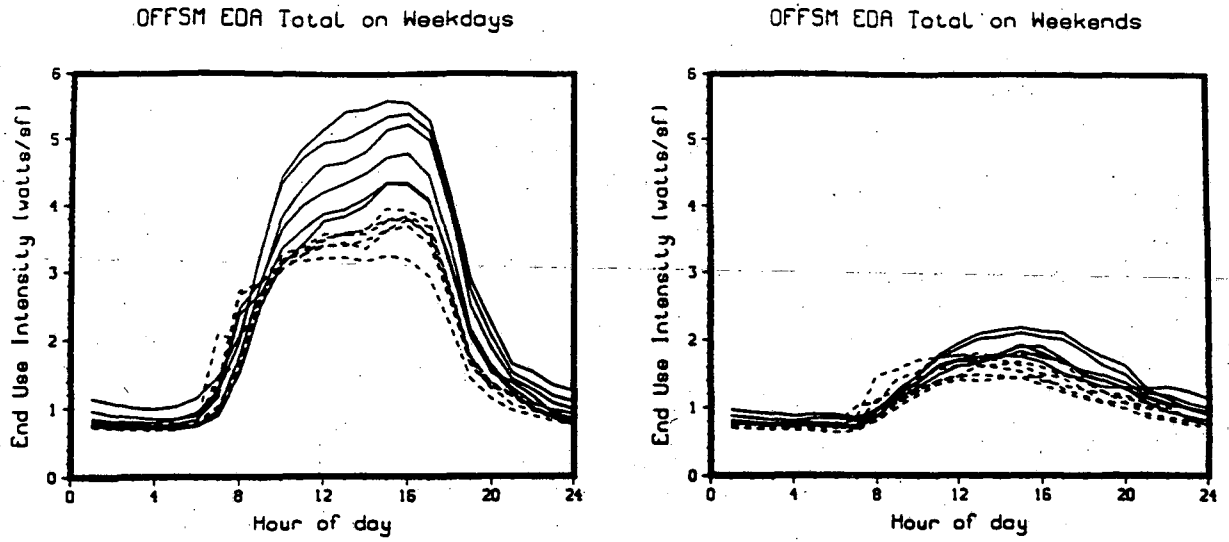 OFFSM EDA Total on Weekdays
End Use Intensity (watts/sf)
6
5
4
3
2
1
0
0 4 8 12 16 20 24
Hour of day
OFFSM EDA Total on Weekends
End Use Intensity (watts/sf)
6
5
4
3
2
1
0
0 4 8 12 16 20 24
Hour of day